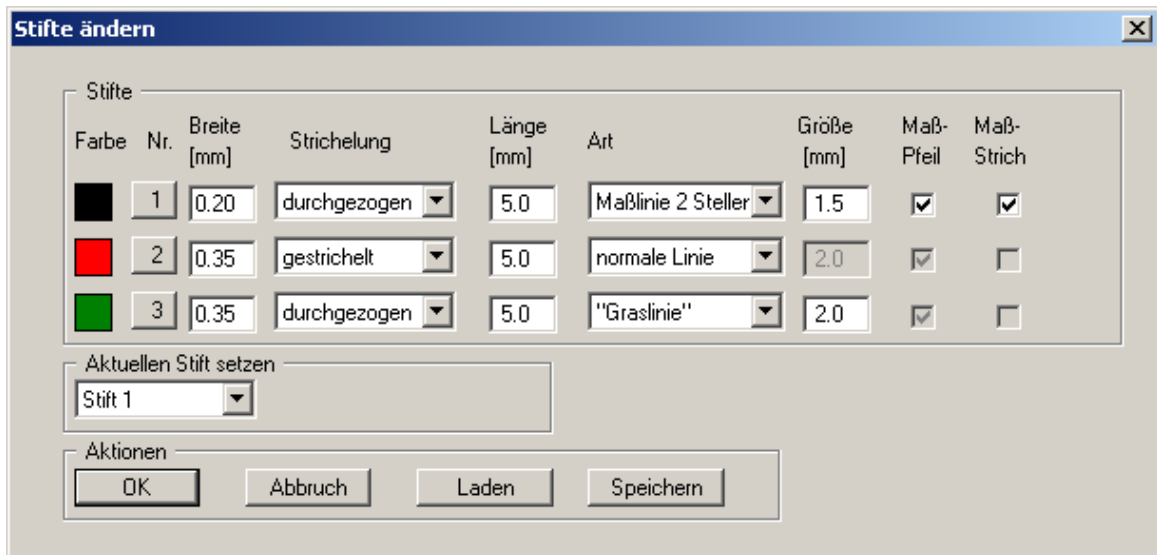 Stifte ändern
Stifte
Farbe Nr. Breite [mm] Strichelung Länge [mm] Art Größe [mm] Maß-Pfeil Maß-Strich
1 0.20 durchgezogen 5.0 Maßlinie 2 Steller 1.5
2 0.35 gestrichelt 5.0 normale Linie 2.0
3 0.35 durchgezogen 5.0 "Graslinie" 2.0
Aktuellen Stift setzen
Stift 1
Aktionen
OK Abbruch Laden Speichern